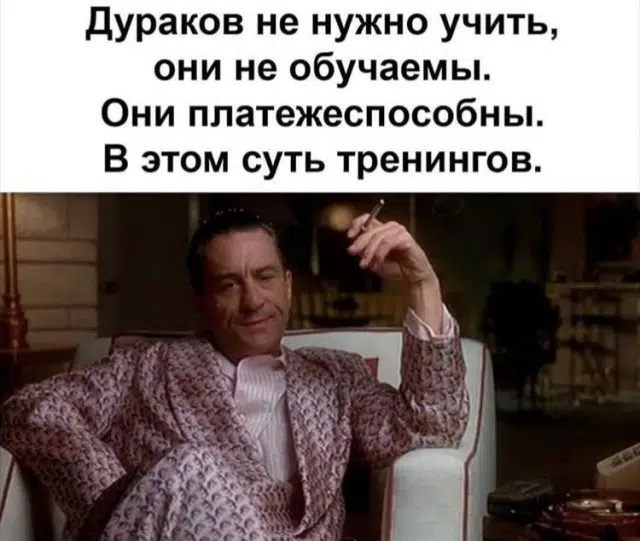 Дураков не нужно учить,
они не обучаемы.
Они платежеспособны.
В этом суть тренингов.